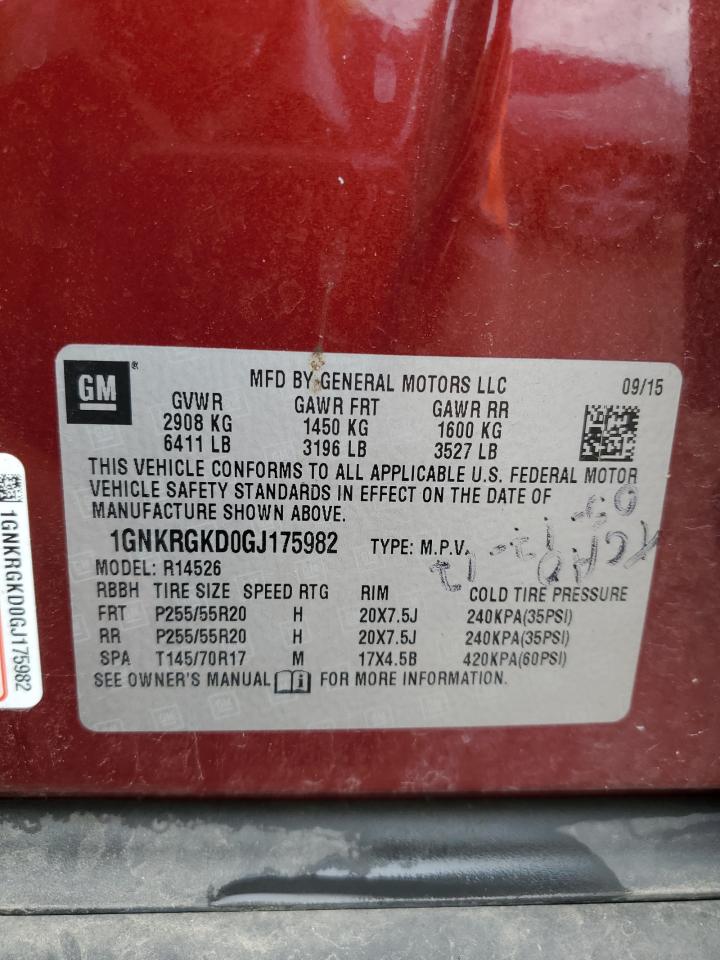 GM ®
MFD BY GENERAL MOTORS LLC 09/15
GVWR GAWR FRT GAWR RR
2908 KG 1450 KG 1600 KG
6411 LB 3196 LB 3527 LB
THIS VEHICLE CONFORMS TO ALL APPLICABLE U.S. FEDERAL MOTOR
VEHICLE SAFETY STANDARDS IN EFFECT ON THE DATE OF
MANUFACTURE SHOWN ABOVE.
1GNKRGKD0GJ175982 TYPE: M.P.V.
MODEL: R14526
RBBH TIRE SIZE SPEED RTG RIM COLD TIRE PRESSURE
FRT P255/55R20 H 20X7.5J 240KPA(35PSI)
RR P255/55R20 H 20X7.5J 240KPA(35PSI)
SPA T145/70R17 M 17X4.5B 420KPA(60PSI)
SEE OWNER'S MANUAL i FOR MORE INFORMATION.
1GNKRGKD0GJ175982